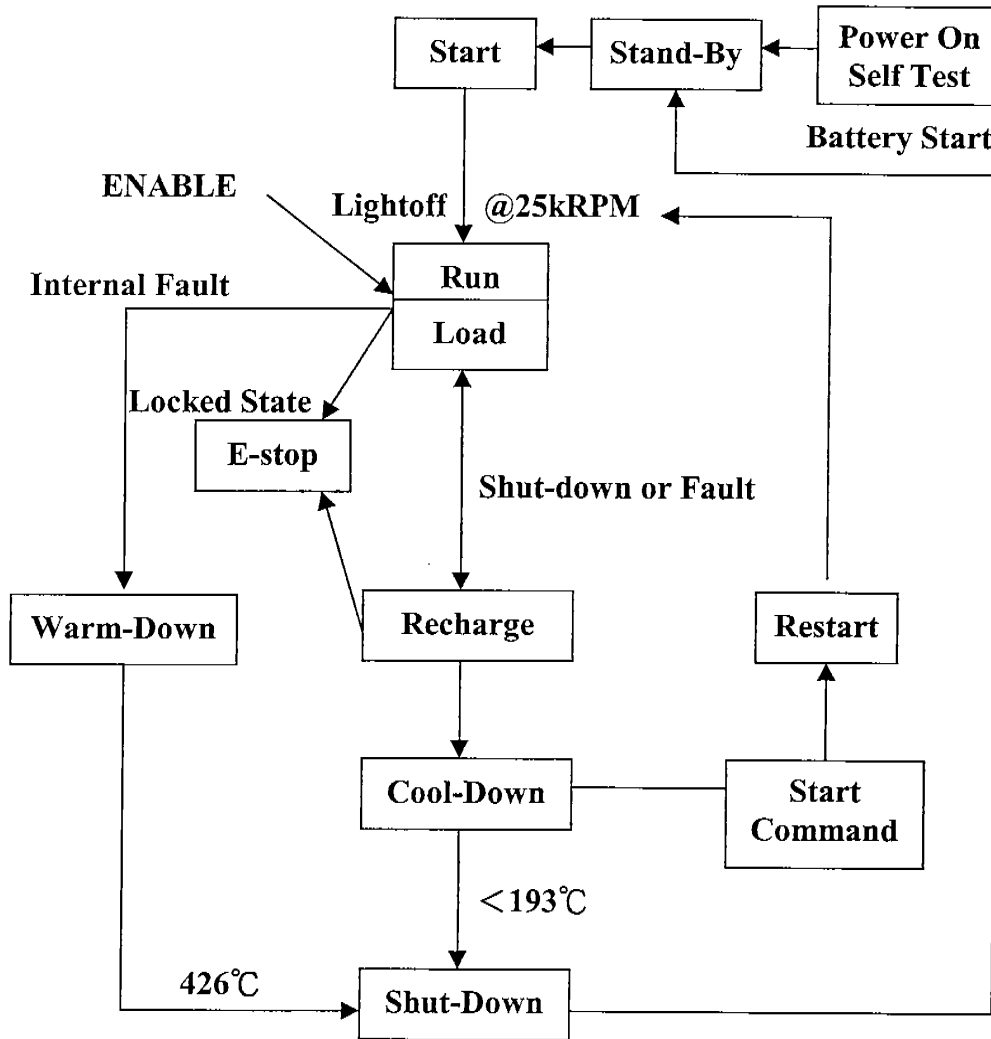 Start
Stand-By
Power On
Self Test
Battery Start
ENABLE
Lightoff @25kRPM
Run
Internal Fault
Load
Locked State
E-stop
Shut-down or Fault
Warm-Down
Recharge
Restart
Cool-Down
Start
Command
<193℃
426℃
Shut-Down